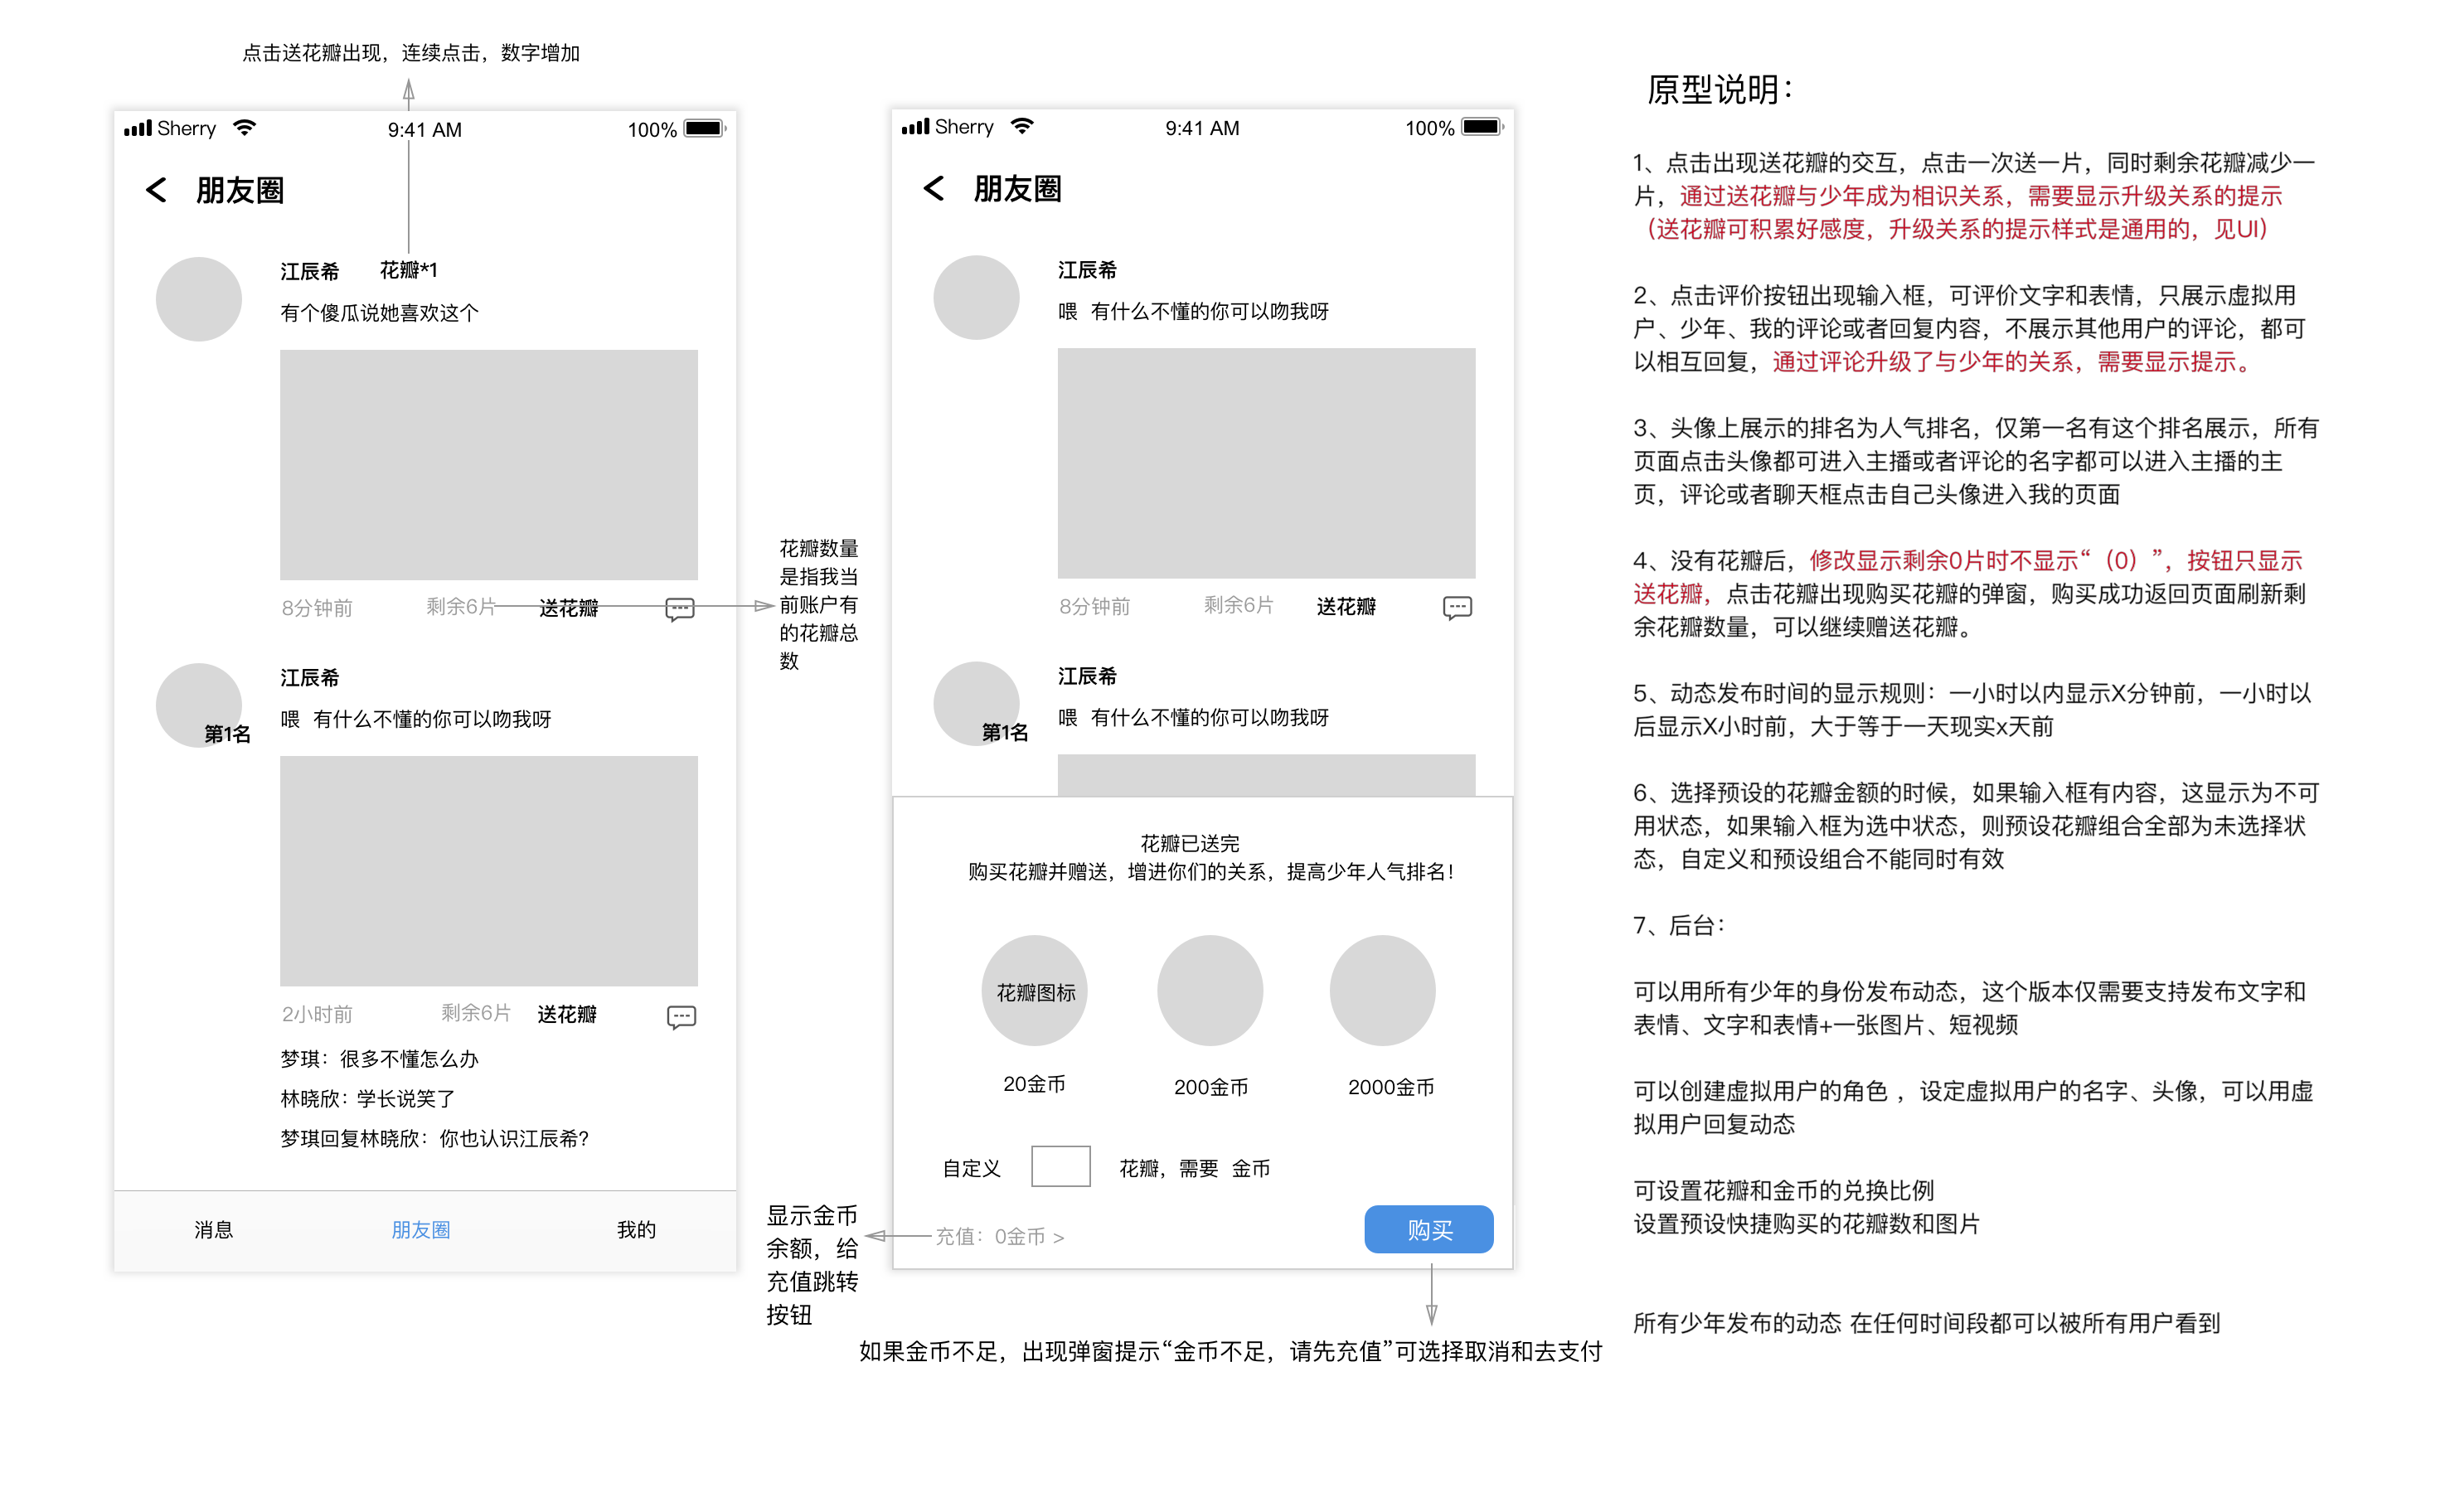 点击送花瓣出现，连续点击，数字增加
Sherry
9:41 AM
100%
朋友圈
江辰希
花瓣*1
有个傻瓜说她喜欢这个
8分钟前
剩余6片
送花瓣
江辰希
第1名
喂 有什么不懂的你可以吻我呀
2小时前
剩余6片
送花瓣
梦琪：很多不懂怎么办
林晓欣：学长说笑了
梦琪回复林晓欣：你也认识江辰希？
消息
朋友圈
我的
花瓣数量
是指我当
前账户有
的花瓣总
数
Sherry
9:41 AM
100%
朋友圈
江辰希
喂 有什么不懂的你可以吻我呀
8分钟前
剩余6片
送花瓣
江辰希
第1名
喂 有什么不懂的你可以吻我呀
花瓣已送完
购买花瓣并赠送，增进你们的关系，提高少年人气排名！
花瓣图标
20金币
200金币
2000金币
自定义
花瓣，需要 金币
充值：0金币 >
购买
显示金币
余额，给
充值跳转
按钮
如果金币不足，出现弹窗提示“金币不足，请先充值”可选择取消和去支付
原型说明：
1、点击出现送花瓣的交互，点击一次送一片，同时剩余花瓣减少一
片，通过送花瓣与少年成为相识关系，需要显示升级关系的提示
（送花瓣可积累好感度，升级关系的提示样式是通用的，见UI）
2、点击评价按钮出现输入框，可评价文字和表情，只展示虚拟用
户、少年、我的评论或者回复内容，不展示其他用户的评论，都可
以相互回复，通过评论升级了与少年的关系，需要显示提示。
3、头像上展示的排名为人气排名，仅第一名有这个排名展示，所有
页面点击头像都可进入主播或者评论的名字都可以进入主播的主
页，评论或者聊天框点击自己头像进入我的页面
4、没有花瓣后，修改显示剩余0片时不显示“（0）”，按钮只显示
送花瓣，点击花瓣出现购买花瓣的弹窗，购买成功返回页面刷新剩
余花瓣数量，可以继续赠送花瓣。
5、动态发布时间的显示规则：一小时以内显示X分钟前，一小时以
后显示X小时前，大于等于一天现实x天前
6、选择预设的花瓣金额的时候，如果输入框有内容，这显示为不可
用状态，如果输入框为选中状态，则预设花瓣组合全部为未选择状
态，自定义和预设组合不能同时有效
7、后台：
可以用所有少年的身份发布动态，这个版本仅需要支持发布文字和
表情、文字和表情+一张图片、短视频
可以创建虚拟用户的角色 ，设定虚拟用户的名字、头像，可以用虚
拟用户回复动态
可设置花瓣和金币的兑换比例
设置预设快捷购买的花瓣数和图片
所有少年发布的动态 在任何时间段都可以被所有用户看到